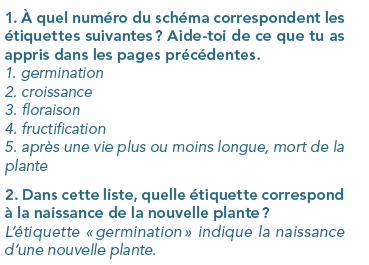 1. À quel numéro du schéma correspondent les
étiquettes suivantes ? Aide-toi de ce que tu as
appris dans les pages précédentes.
1. germination
2. croissance
3. floraison
4. fructification
5. après une vie plus ou moins longue, mort de la
plante
2. Dans cette liste, quelle étiquette correspond
à la naissance de la nouvelle plante ?
L’étiquette « germination » indique la naissance
d’une nouvelle plante.